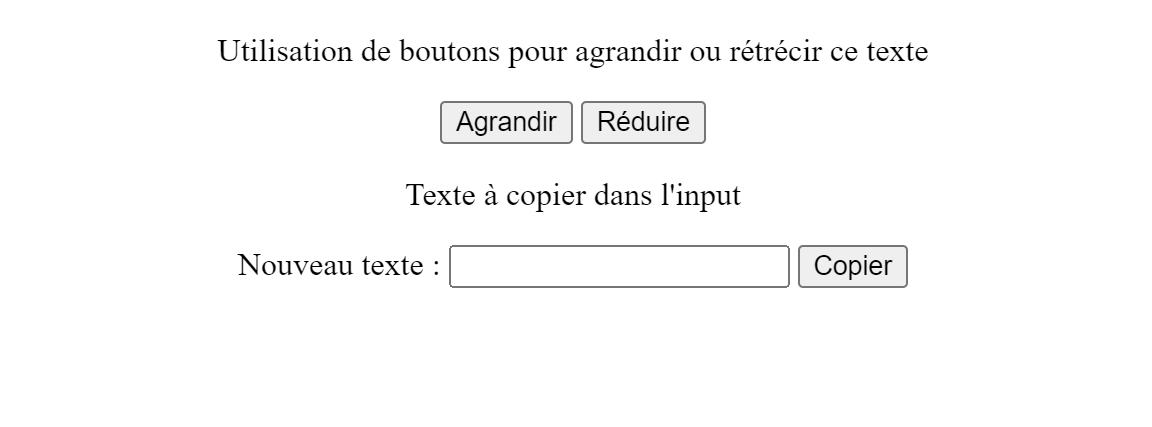 Utilisation de boutons pour agrandir ou rétrécir ce texte
Agrandir Réduire
Texte à copier dans l'input
Nouveau texte : Copier